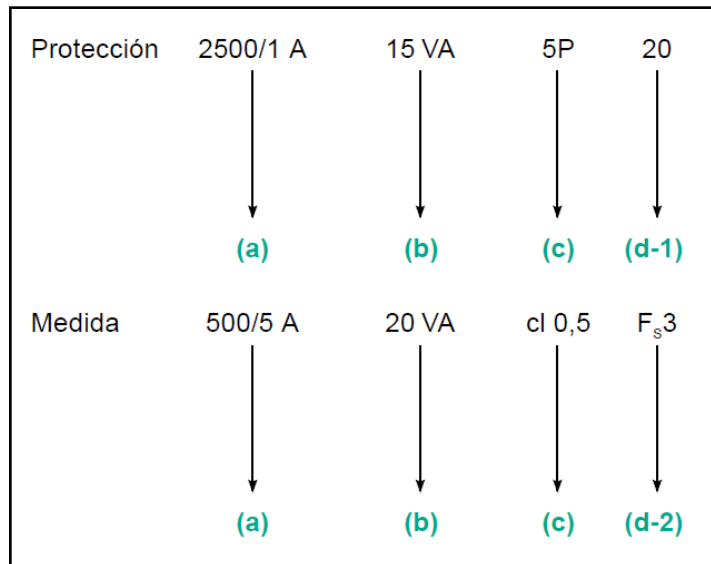 Protección 2500/1 A 15 VA 5P 20
(a) (b) (c) (d-1)
Medida 500/5 A 20 VA cl 0,5 Fs3
(a) (b) (c) (d-2)